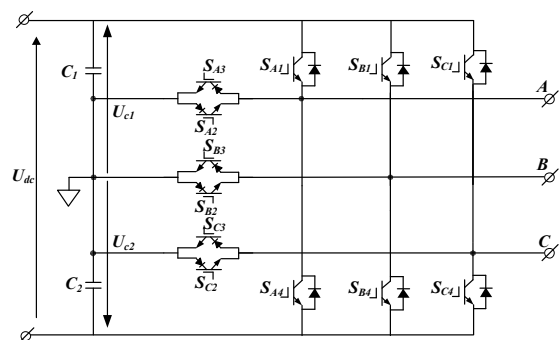 S_A3
S_A1
S_B1
S_C1
C_1
A
U_c1
S_A2
S_B3
B
U_dc
S_B2
S_C3
U_c2
C
C_2
S_C2
S_A4
S_B4
S_C4